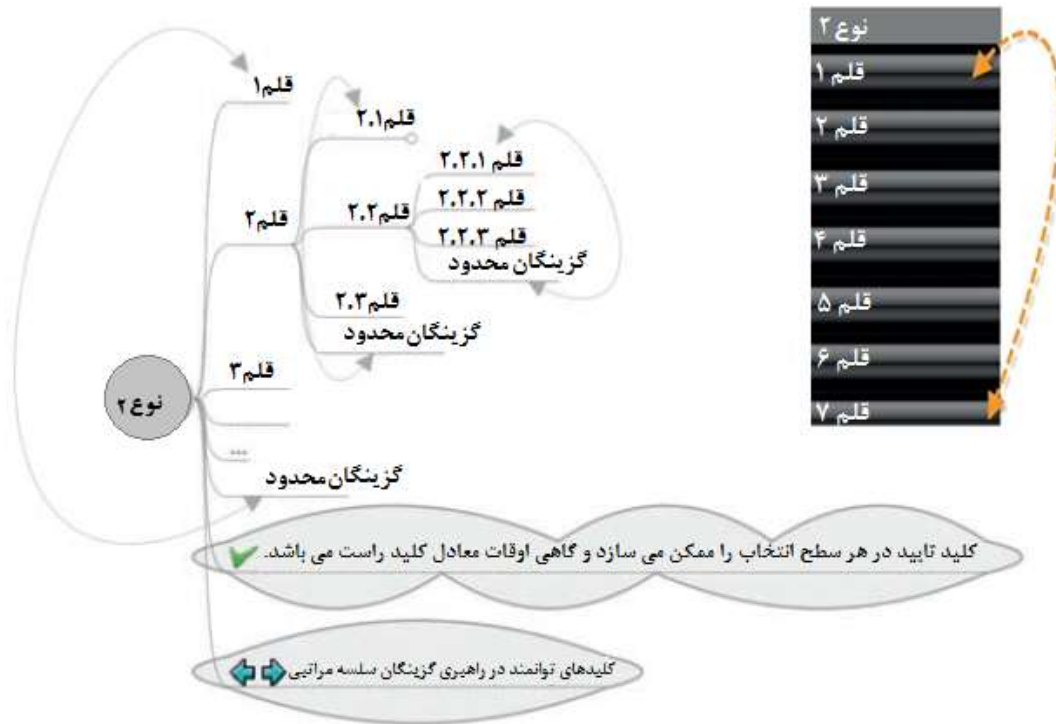 نوع ۲
قلم ۱
قلم ۲
قلم ۳
قلم ۴
قلم ۵
قلم ۶
قلم ۷
نوع۲
قلم۱
قلم۲
قلم۲.۱
قلم۲.۲
قلم ۲.۲.۱
قلم ۲.۲.۲
قلم ۲.۲.۳
گزینگان محدود
قلم۲.۳
گزینگان محدود
قلم۳
...
گزینگان محدود
کلید تایید در هر سطح انتخاب را ممکن می سازد و گاهی اوقات معادل کلید راست می باشد.
کلیدهای توانمند در راهبری گزینگان سلسه مراتبی